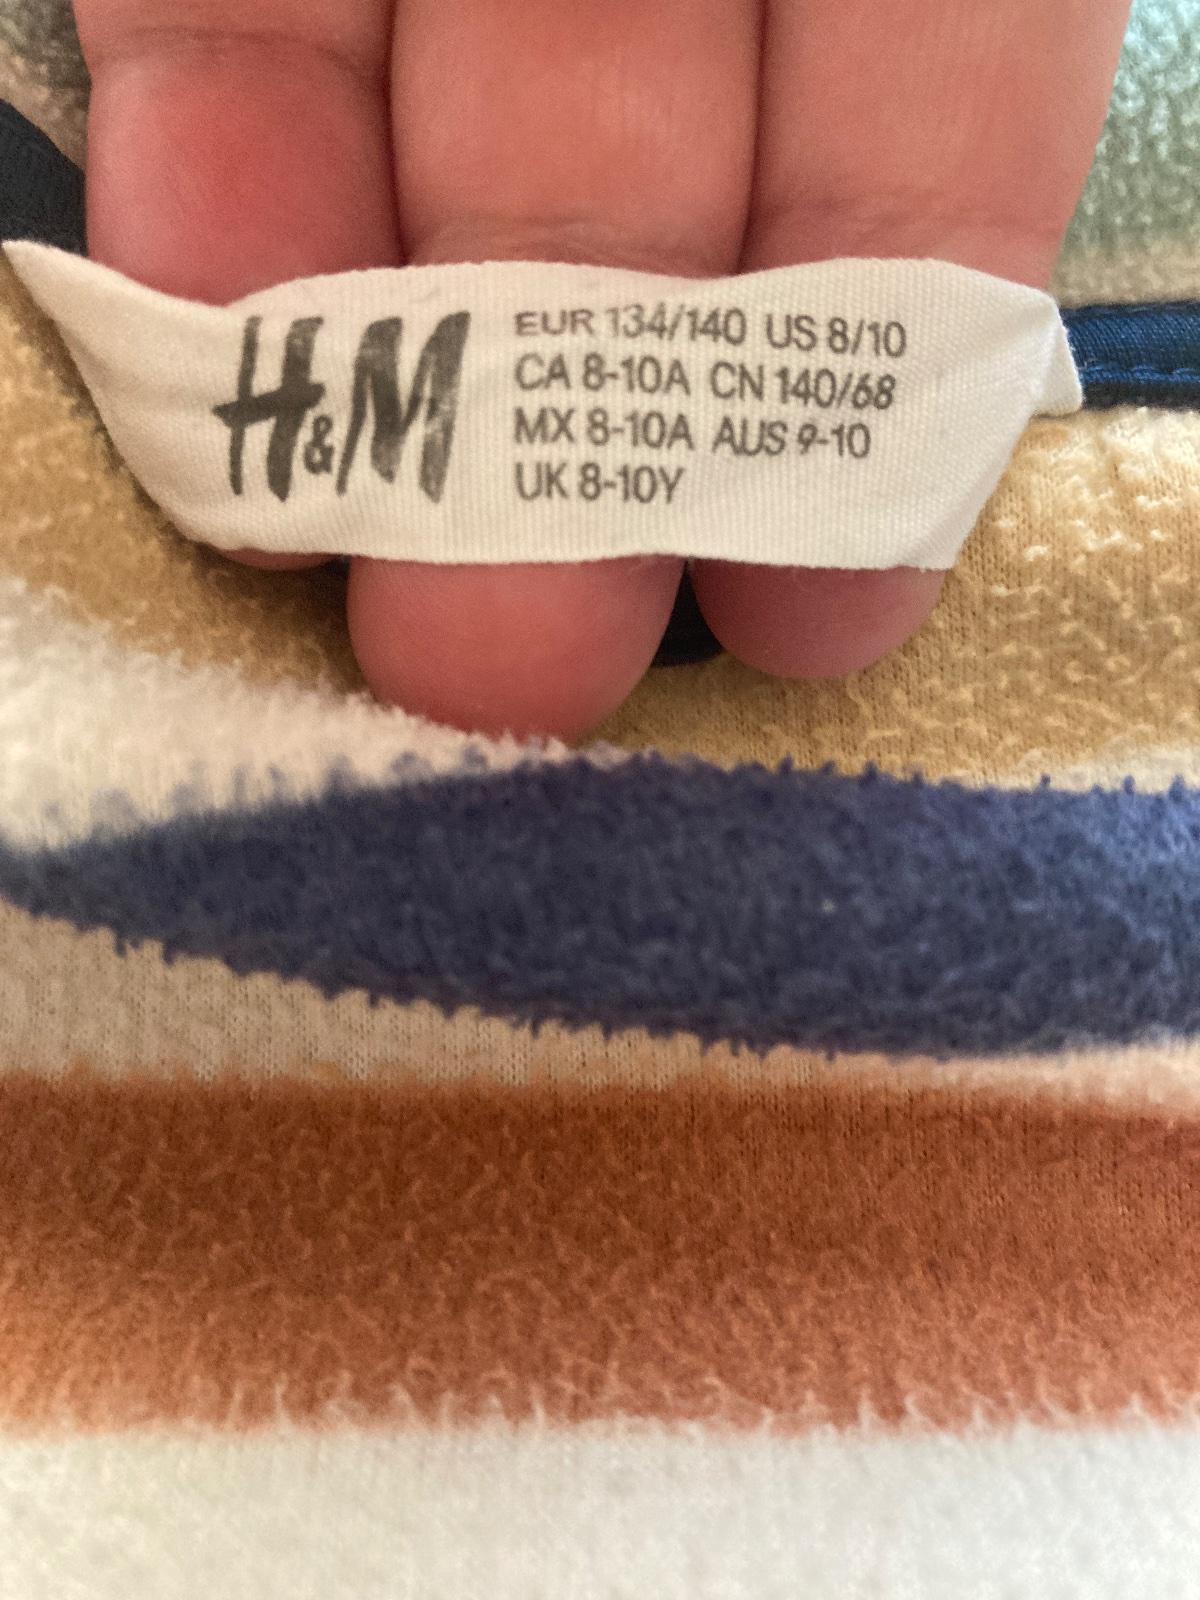 H&M
EUR 134/140 US 8/10
CA 8-10A CN 140/68
MX 8-10A AUS 9-10
UK 8-10Y